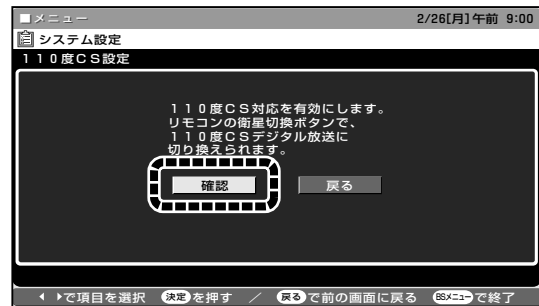 ■メニュー 2/26[月]午前 9:00
システム設定
１１０度CS設定
１１０度CS対応を有効にします。
リモコンの衛星切換ボタンで、
１１０度CSデジタル放送に
切り換えられます。
確認 戻る
で項目を選択 決定を押す ／ 戻るで前の画面に戻る BSメニューで終了